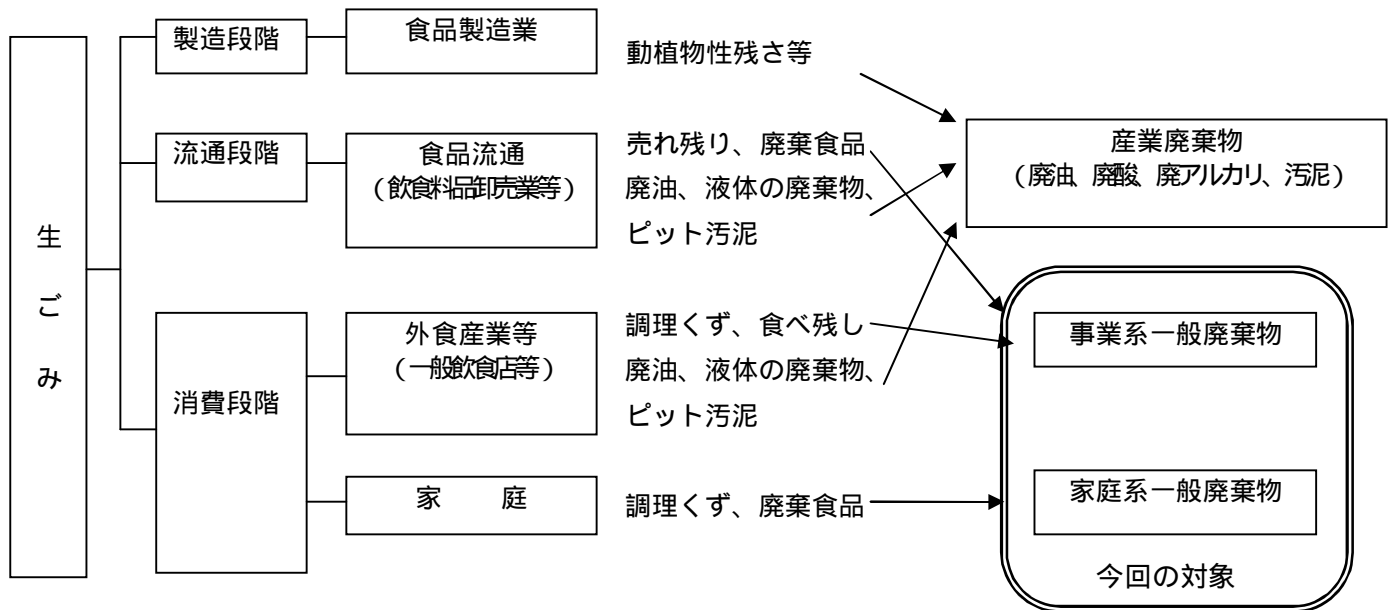 生ごみ
製造段階
食品製造業
動植物性残さ等
流通段階
食品流通
(飲食料品卸売業等)
売れ残り、廃棄食品
廃油、液体の廃棄物、
ピット汚泥
産業廃棄物
(廃油、廃酸、廃アルカリ、汚泥)
消費段階
外食産業等
(一般飲食店等)
調理くず、食べ残し
廃油、液体の廃棄物、
ピット汚泥
事業系一般廃棄物
家 庭
調理くず、廃棄食品
家庭系一般廃棄物
今回の対象